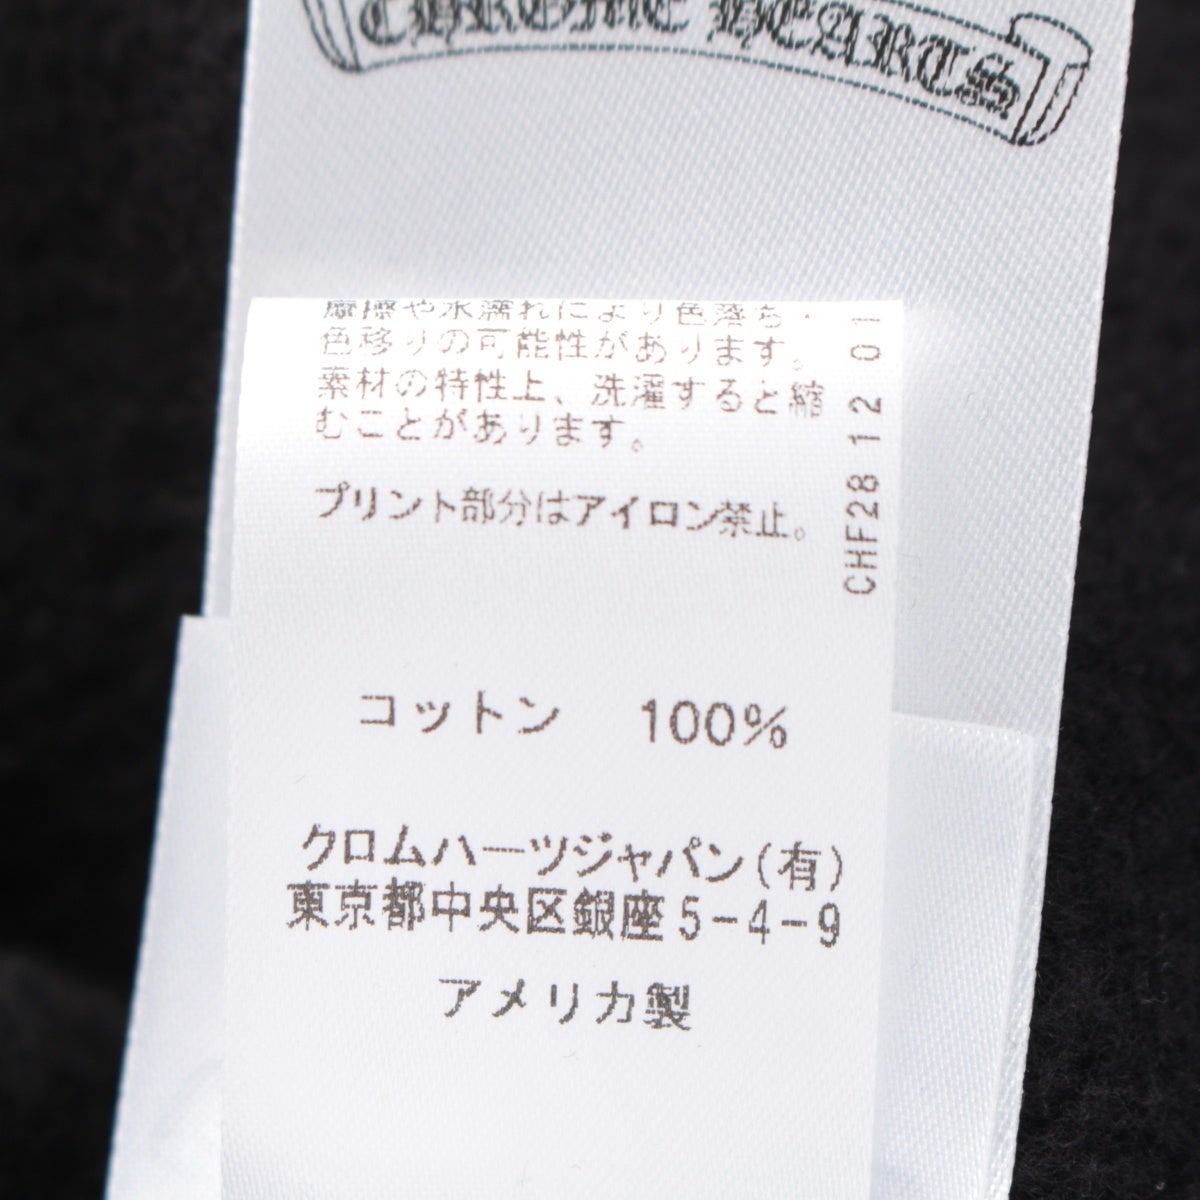 CHROME HEARTS
摩擦や水濡れにより色落ち・
色移りの可能性があります。
素材の特性上、洗濯すると縮
むことがあります。
プリント部分はアイロン禁止。
CHF28 12 01
コットン 100%
クロムハーツジャパン(有)
東京都中央区銀座5-4-9
アメリカ製